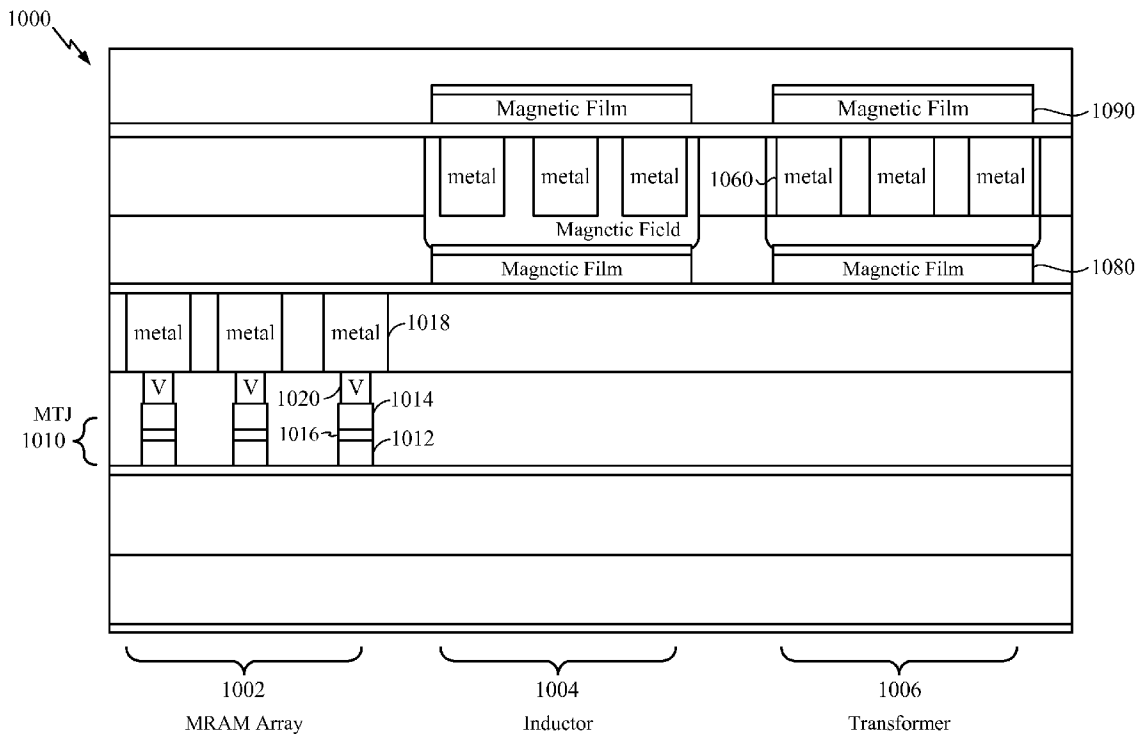 1000
Magnetic Film Magnetic Film 1090
metal metal metal 1060 metal metal metal
Magnetic Field
Magnetic Film Magnetic Film 1080
metal metal metal 1018
V V 1020 V 1014
MTJ
1010 1016 1012
1002 1004 1006
MRAM Array Inductor Transformer